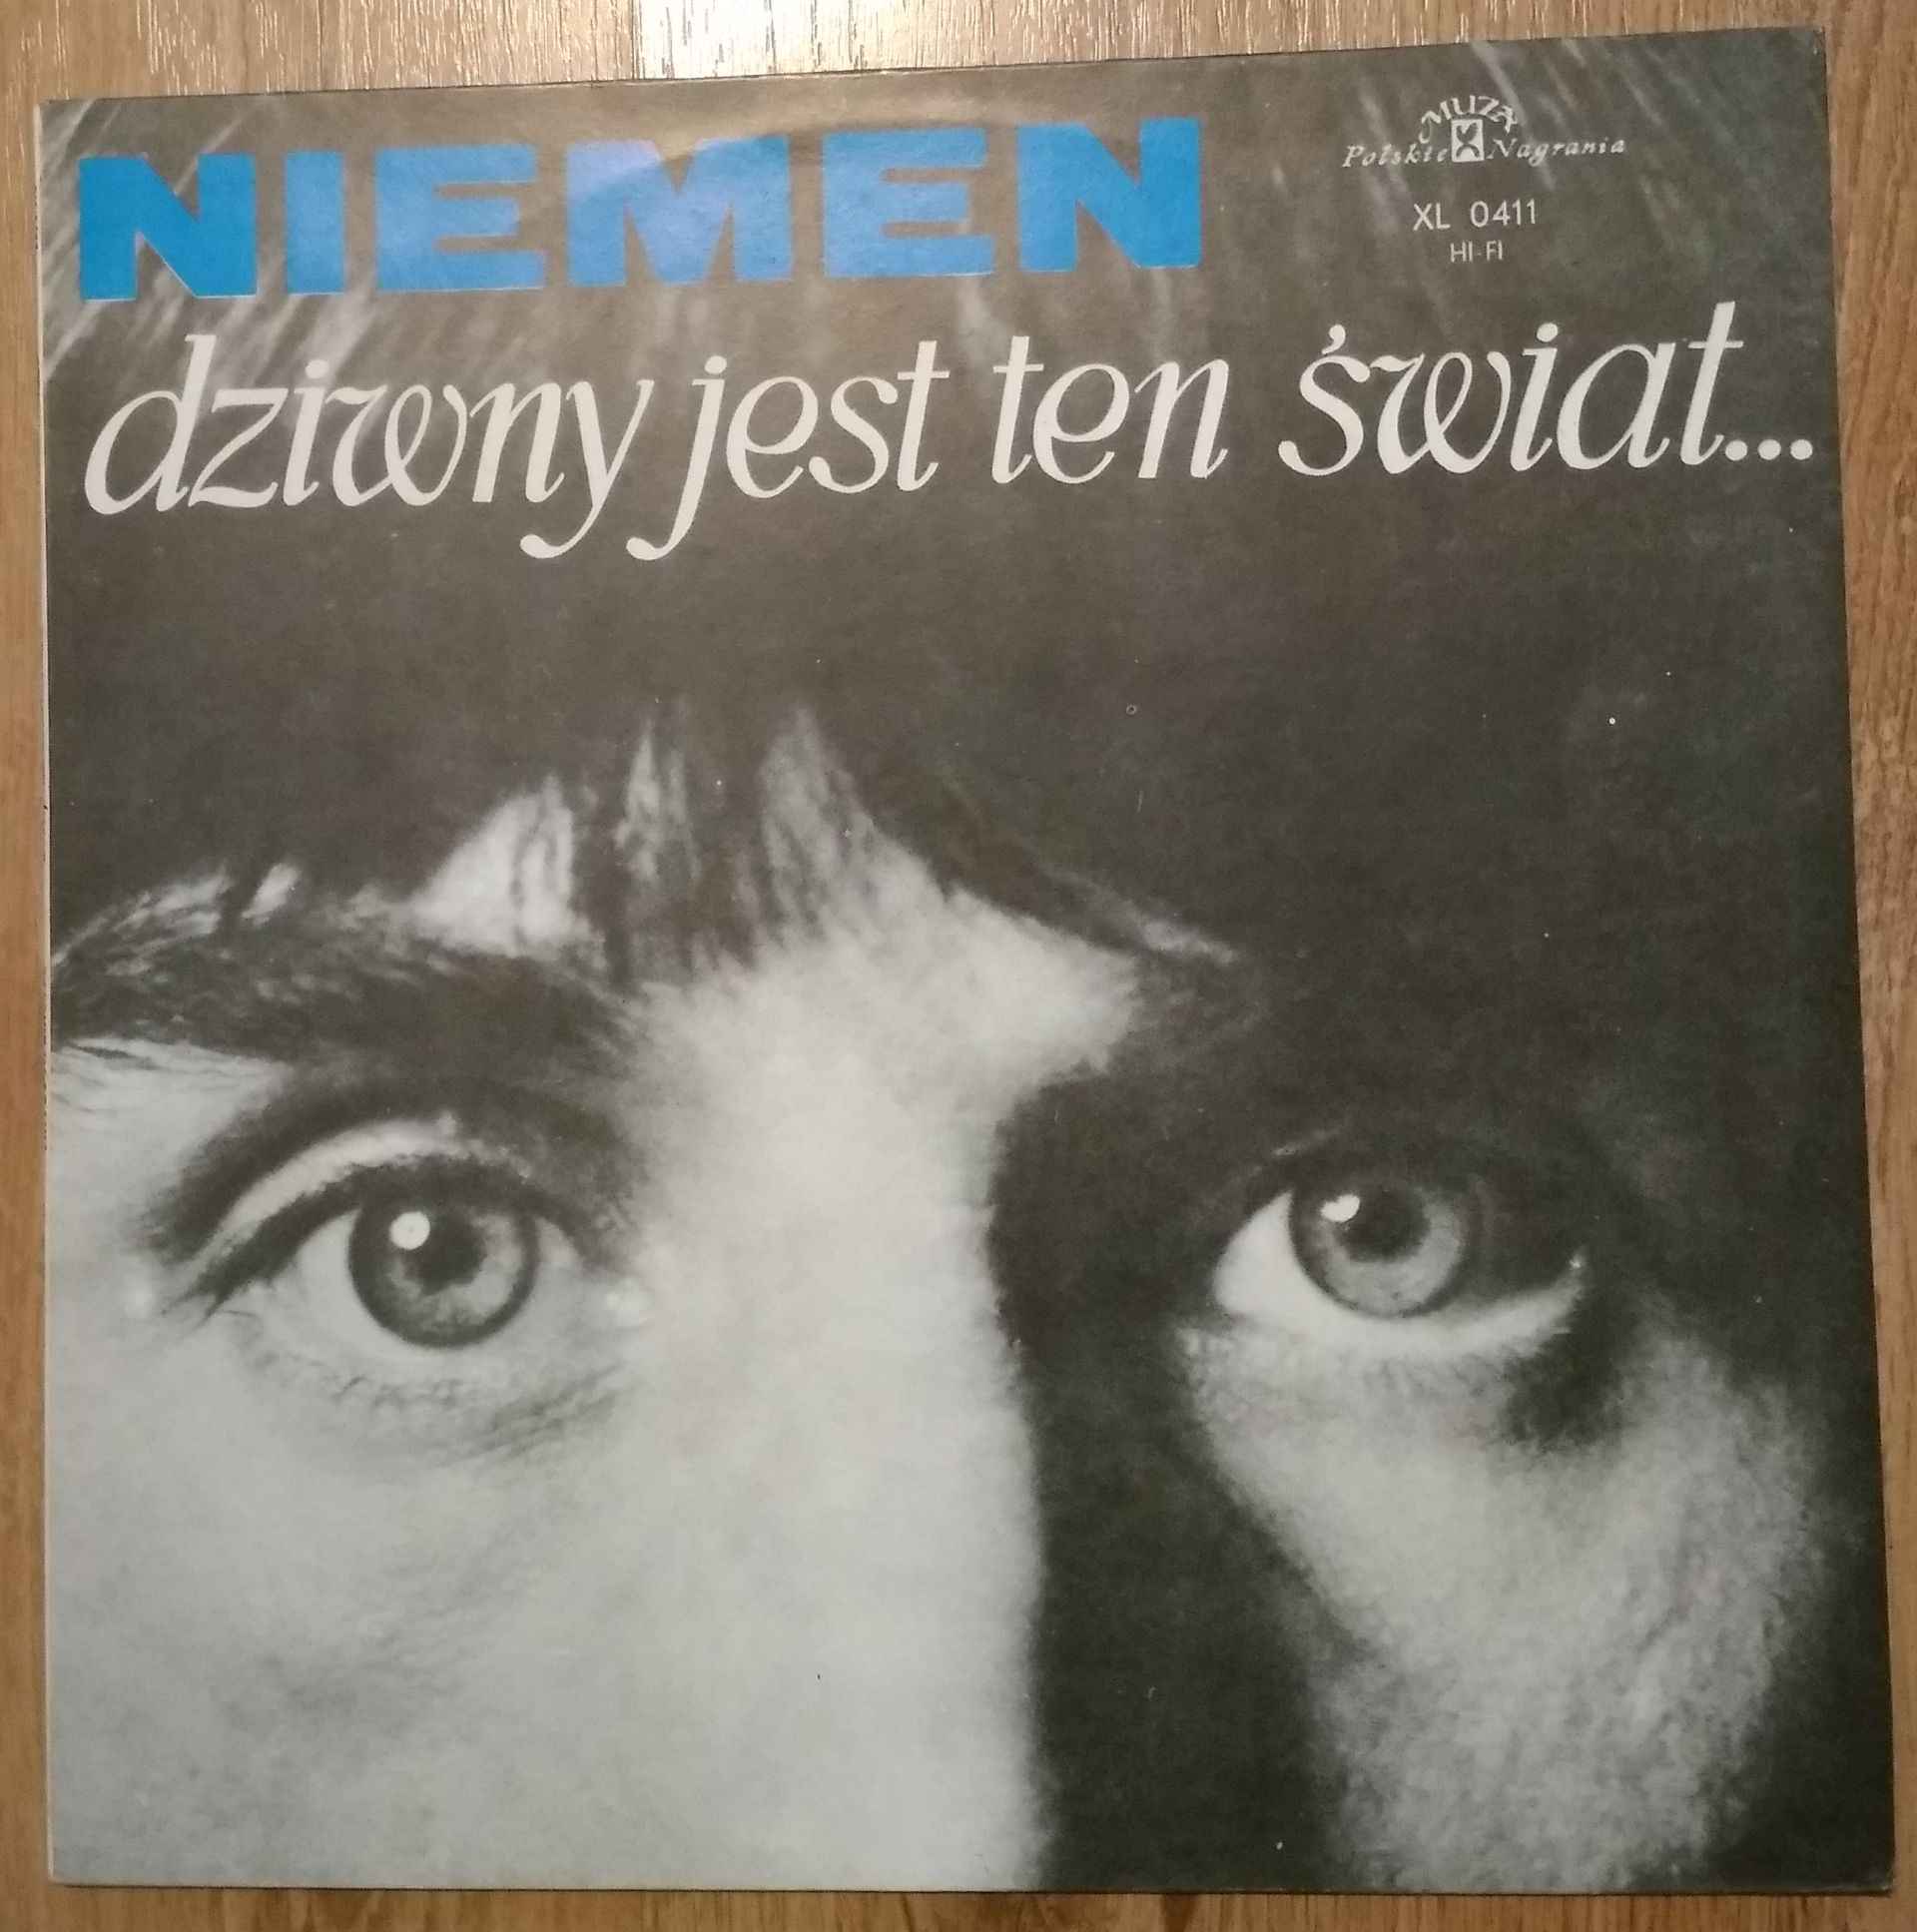 NIEMEN
MUZA
Polskie Nagrania
XL 0411
HI-FI
dziwny jest ten świat...